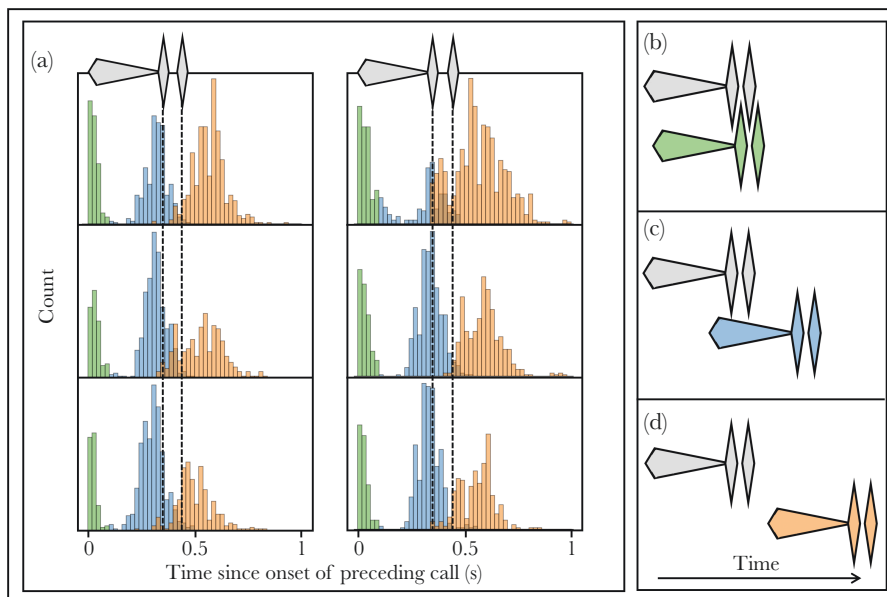 (a)
Count
0
0.5
1
0
0.5
1
Time since onset of preceding call (s)
(b)
(c)
(d)
Time